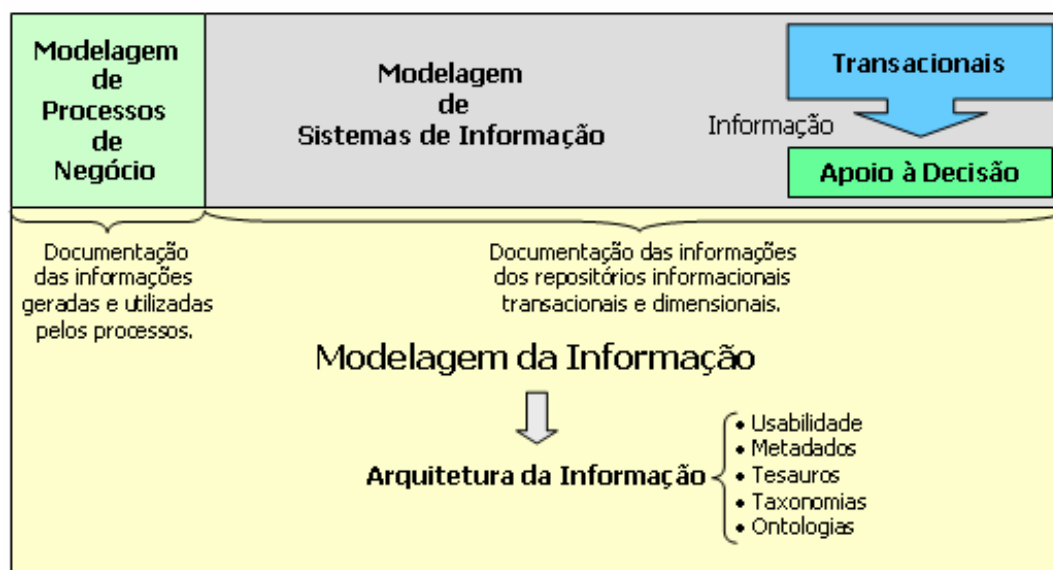 Modelagem
de
Processos
de
Negócio
Modelagem
de
Sistemas de Informação
Transacionais
Informação
Apoio à Decisão
Documentação
das informações
geradas e utilizadas
pelos processos.
Documentação das informações
dos repositórios informacionais
transacionais e dimensionais.
Modelagem da Informação
Arquitetura da Informação
• Usabilidade
• Metadados
• Tesauros
• Taxonomias
• Ontologias